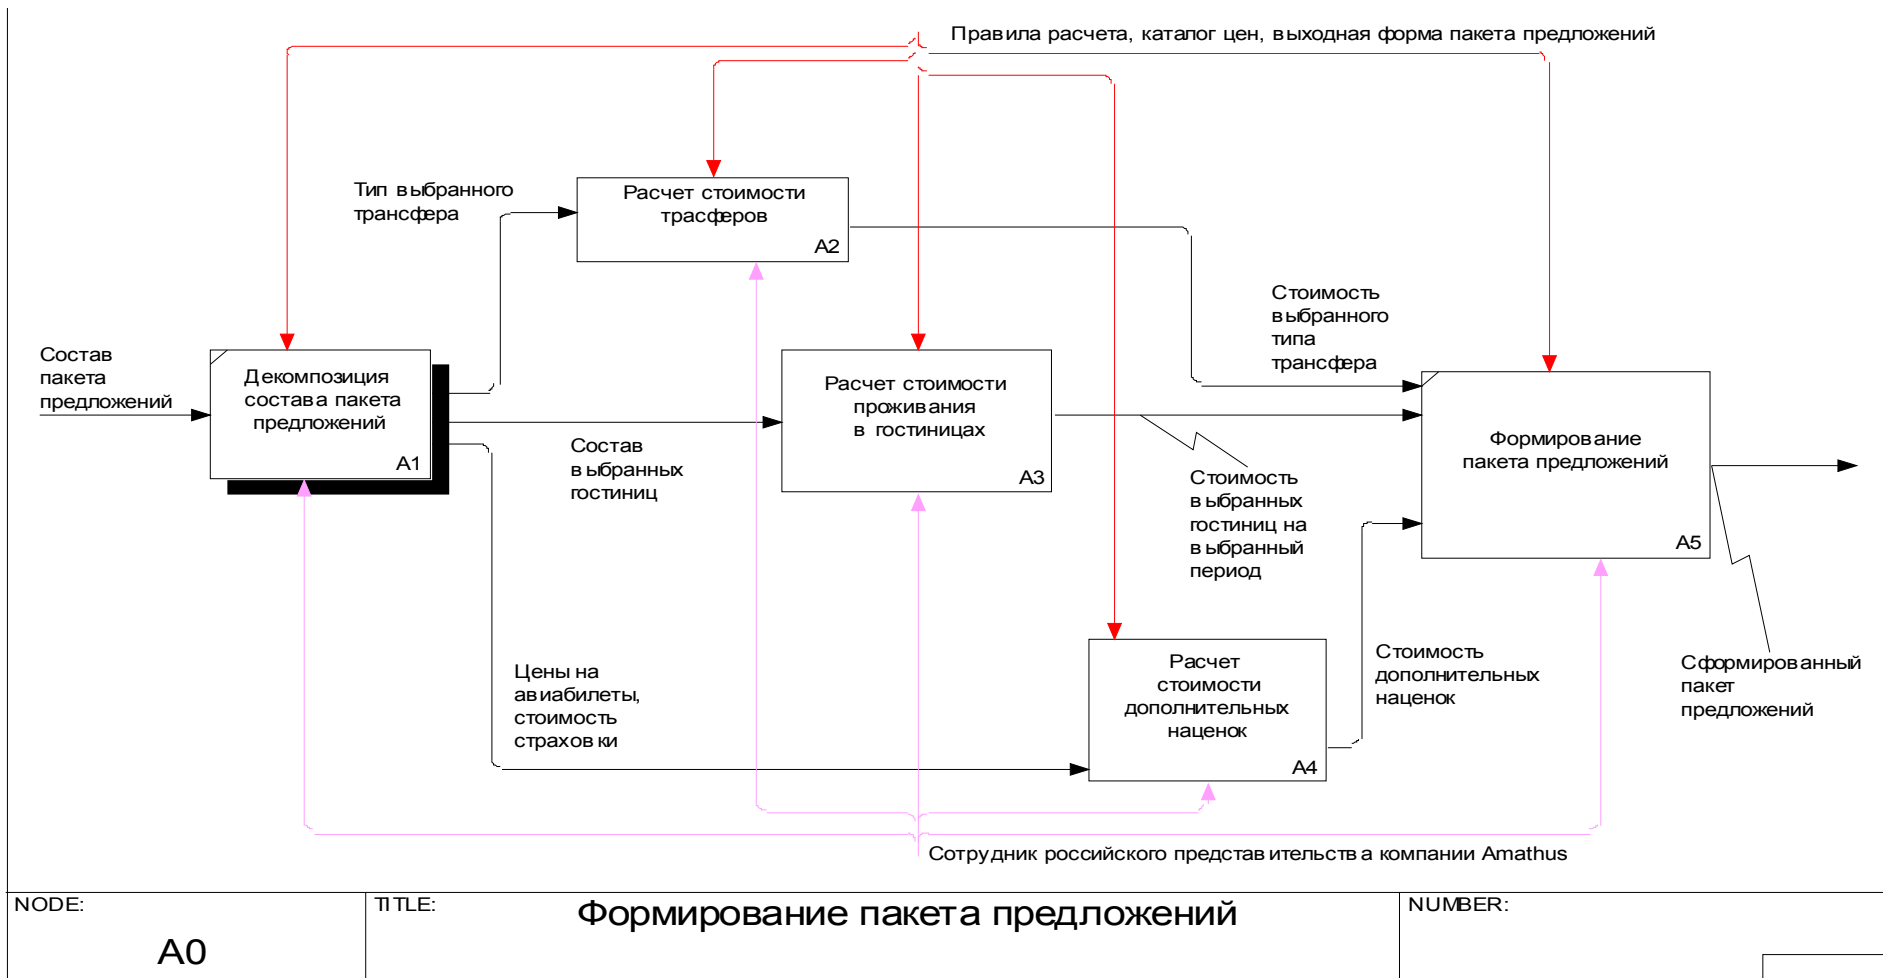 Правила расчета, каталог цен, выходная форма пакета предложений
Тип выбранного
трансфера
Расчет стоимости
трасферов
A2
Стоимость
выбранного
типа
трансфера
Состав
пакета
предложений
Декомпозиция
состава пакета
предложений
A1
Расчет стоимости
проживания
в гостиницах
A3
Состав
выбранных
гостиниц
Стоимость
выбранных
гостиниц на
выбранный
период
Формирование
пакета предложений
A5
Цены на
авиабилеты,
стоимость
страховки
Расчет
стоимости
дополнительных
наценок
A4
Стоимость
дополнительных
наценок
Сформированный
пакет
предложений
Сотрудник российского представительства компании Amathus
NODE:
A0
TITLE:
Формирование пакета предложений
NUMBER: